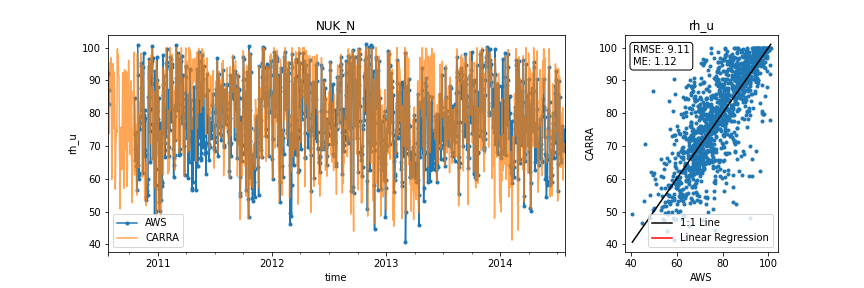 NUK_N
rh_u
100
90
80
70
60
50
40
rh_u
AWS
CARRA
2011
2012
2013
2014
time
rh_u
RMSE: 9.11
ME: 1.12
100
90
80
70
60
50
40
CARRA
1:1 Line
Linear Regression
40
60
80
100
AWS